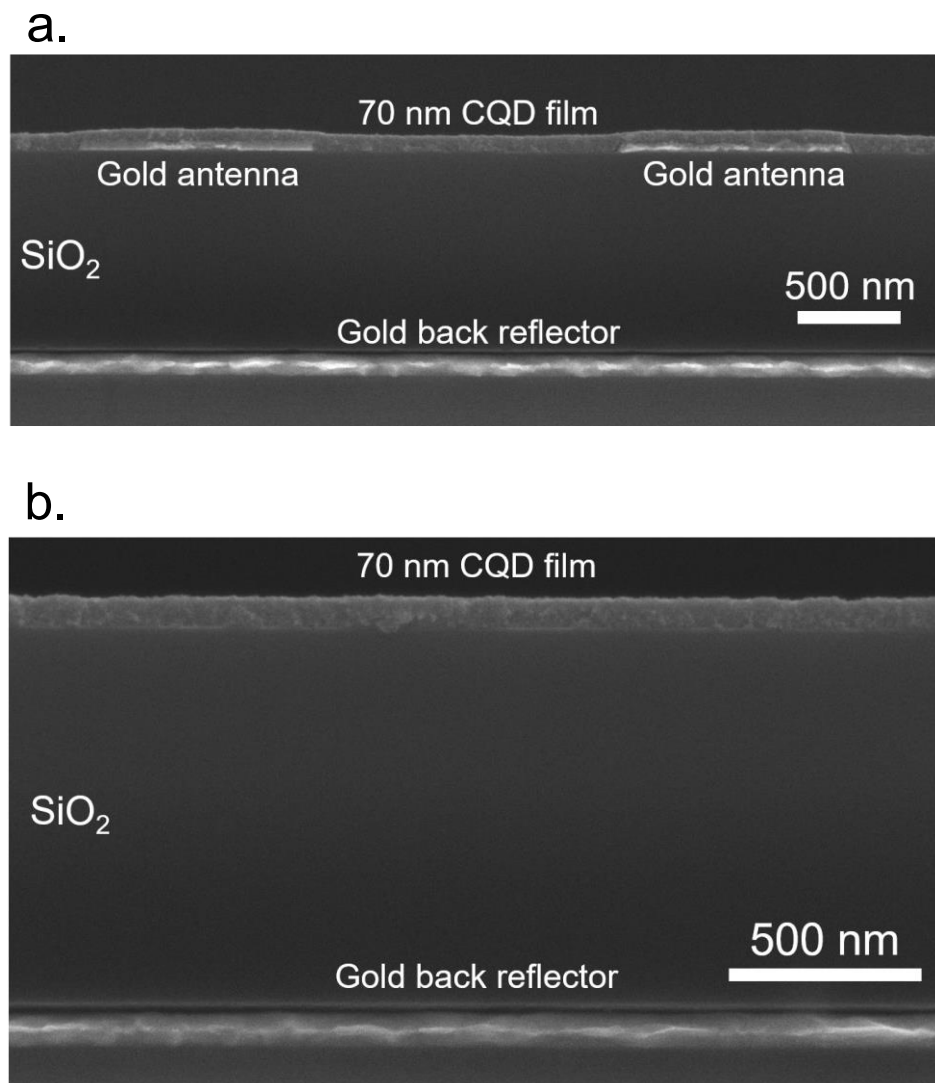 a.
70 nm CQD film
Gold antenna
Gold antenna
SiO₂
500 nm
Gold back reflector
b.
70 nm CQD film
SiO₂
500 nm
Gold back reflector